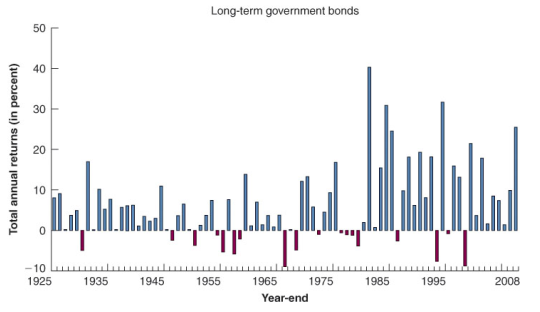 Long-term government bonds
Total annual returns (in percent)
50
40
30
20
10
0
–10
1925 1935 1945 1955 1965 1975 1985 1995 2008
Year-end